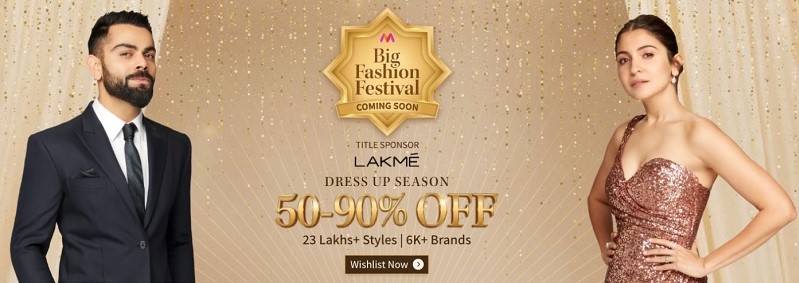 Big
Fashion
Festival
COMING SOON
TITLE SPONSOR
LAKMÉ
DRESS UP SEASON
50-90% OFF
23 Lakhs+ Styles | 6K+ Brands
Wishlist Now